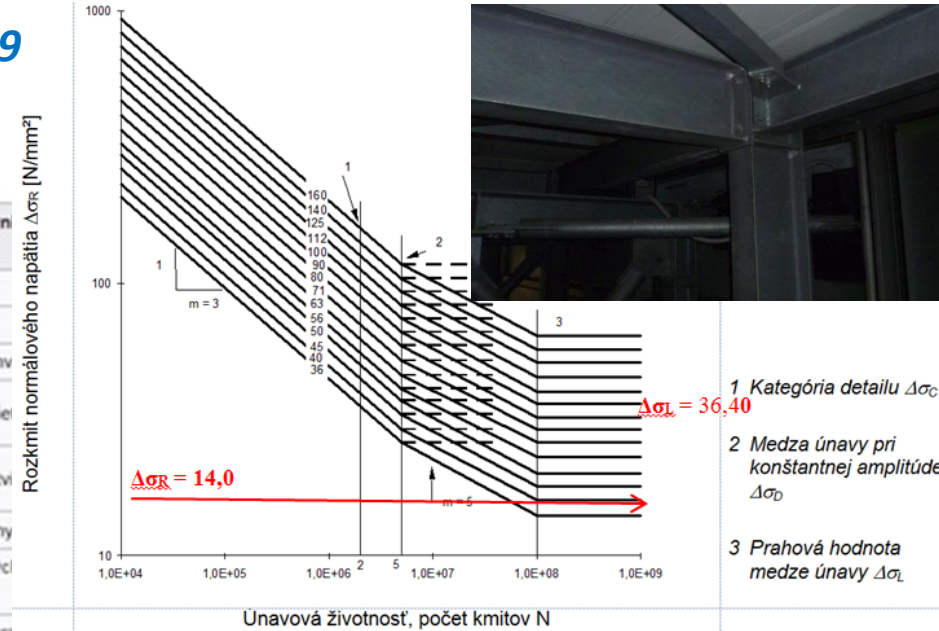 9
Rozkmit normálového napätia ΔσR [N/mm²]
1000
100
10
1
m = 3
160
140
125
112
100
90
80
71
63
56
50
45
40
36
1
2
3
m = 5
ΔσR = 14,0
ΔσL = 36,40
1,0E+04
1,0E+05
1,0E+06
2
5
1,0E+07
1,0E+08
1,0E+09
Únavová životnosť, počet kmitov N
1 Kategória detailu ΔσC
2 Medza únavy pri
konštantnej amplitúde
ΔσD
3 Prahová hodnota
medze únavy ΔσL